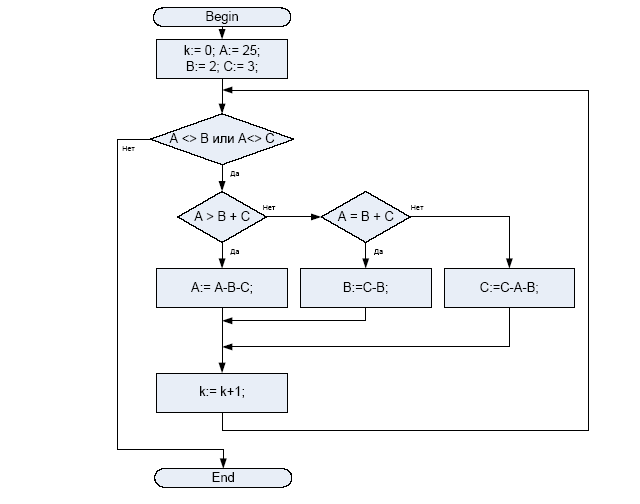 Begin
k:= 0; A:= 25;
B:= 2; C:= 3;
A <> B или A<> C
Нет
Да
A > B + C
Нет
A = B + C
Нет
Да
Да
A:= A-B-C;
B:=C-B;
C:=C-A-B;
k:= k+1;
End